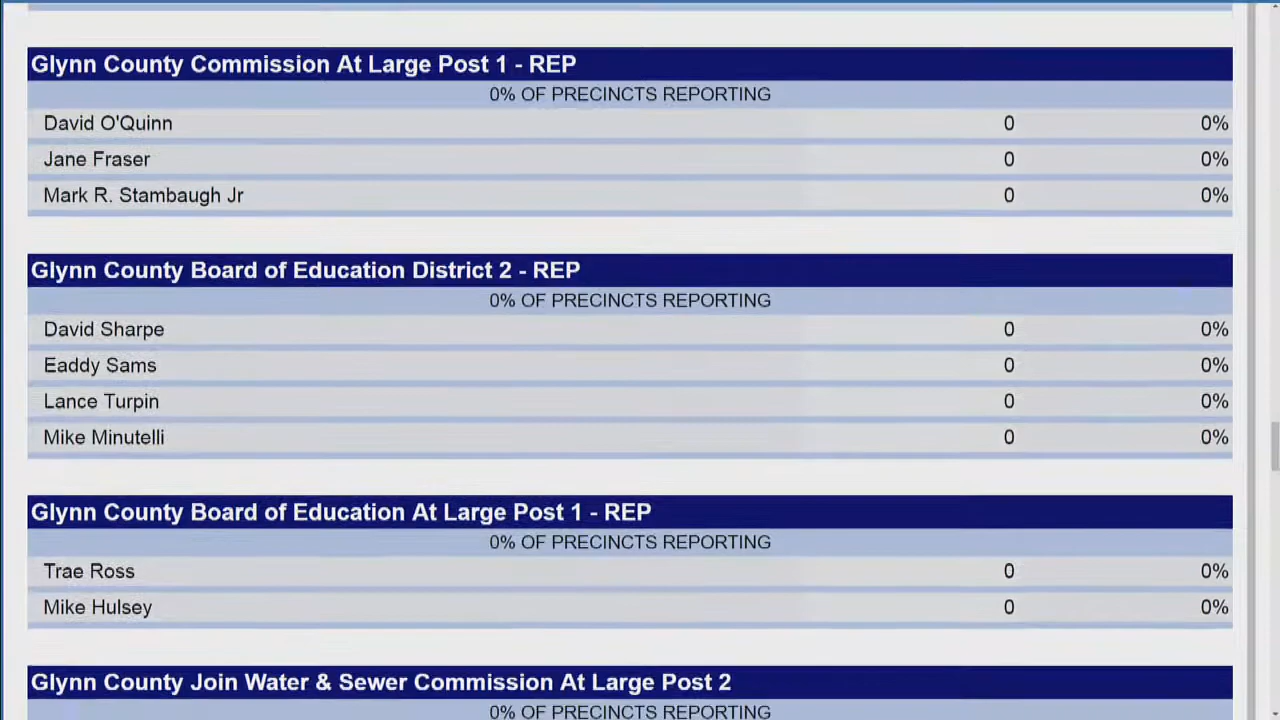 Glynn County Commission At Large Post 1 - REP
0% OF PRECINCTS REPORTING
David O'Quinn 0 0%
Jane Fraser 0 0%
Mark R. Stambaugh Jr 0 0%
Glynn County Board of Education District 2 - REP
0% OF PRECINCTS REPORTING
David Sharpe 0 0%
Eaddy Sams 0 0%
Lance Turpin 0 0%
Mike Minutelli 0 0%
Glynn County Board of Education At Large Post 1 - REP
0% OF PRECINCTS REPORTING
Trae Ross 0 0%
Mike Hulsey 0 0%
Glynn County Join Water & Sewer Commission At Large Post 2
0% OF PRECINCTS REPORTING